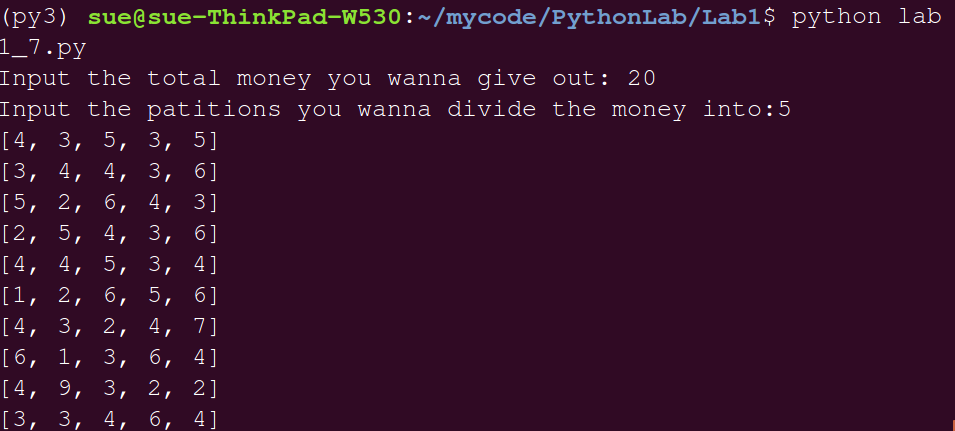 (py3) sue@sue-ThinkPad-W530:~/mycode/PythonLab/Lab1$ python lab
1_7.py
Input the total money you wanna give out: 20
Input the patitions you wanna divide the money into:5
[4, 3, 5, 3, 5]
[3, 4, 4, 3, 6]
[5, 2, 6, 4, 3]
[2, 5, 4, 3, 6]
[4, 4, 5, 3, 4]
[1, 2, 6, 5, 6]
[4, 3, 2, 4, 7]
[6, 1, 3, 6, 4]
[4, 9, 3, 2, 2]
[3, 3, 4, 6, 4]